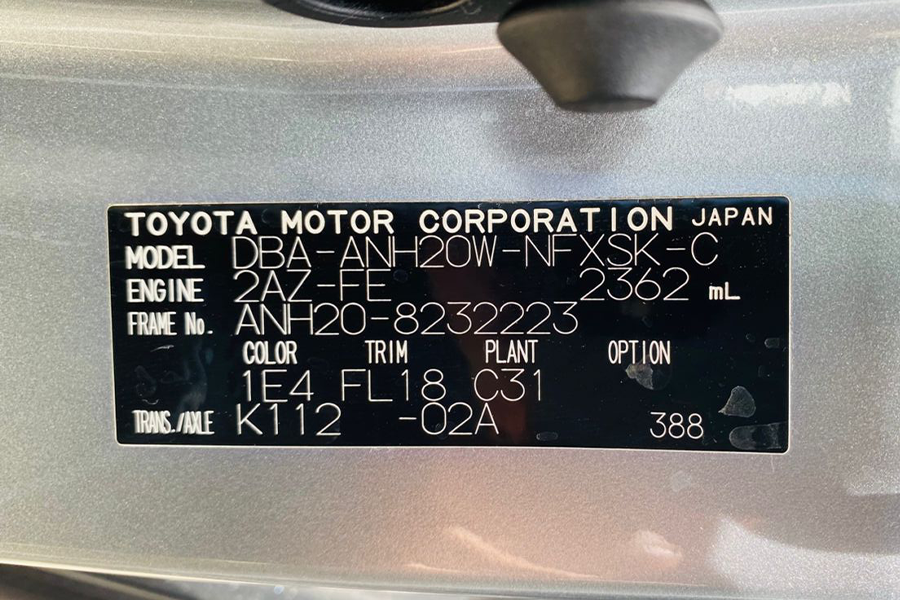 TOYOTA MOTOR CORPORATION JAPAN
MODEL DBA-ANH20W-NFXSK-C
ENGINE 2AZ-FE 2362 mL
FRAME No. ANH20-8232223
COLOR TRIM PLANT OPTION
1E4 FL18 C31
TRANS./AXLE K112 -02A 388